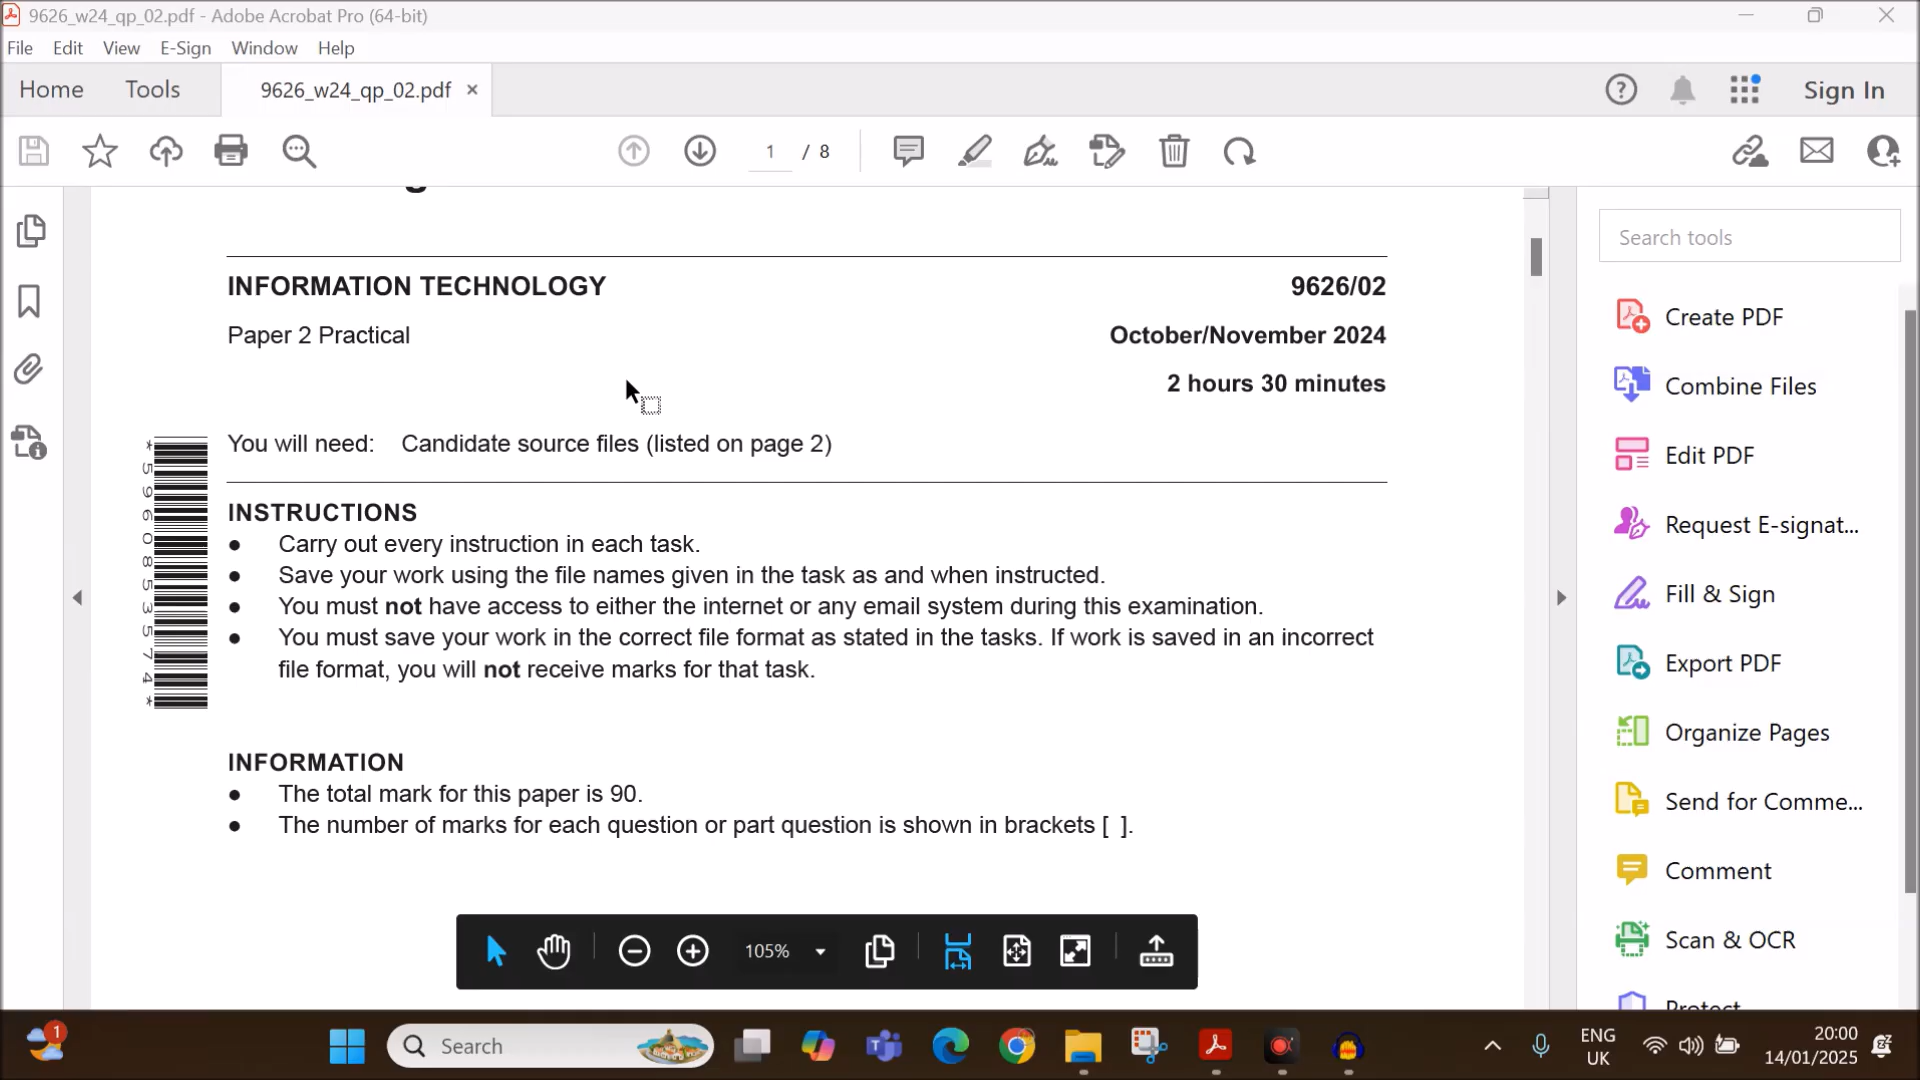 9626_w24_qp_02.pdf - Adobe Acrobat Pro (64-bit)
File Edit View E-Sign Window Help
Home Tools 9626_w24_qp_02.pdf × Sign In
1 / 8
INFORMATION TECHNOLOGY 9626/02
Paper 2 Practical October/November 2024
2 hours 30 minutes
You will need: Candidate source files (listed on page 2)
*5960853574*
INSTRUCTIONS
● Carry out every instruction in each task.
● Save your work using the file names given in the task as and when instructed.
● You must not have access to either the internet or any email system during this examination.
● You must save your work in the correct file format as stated in the tasks. If work is saved in an incorrect
file format, you will not receive marks for that task.
INFORMATION
● The total mark for this paper is 90.
● The number of marks for each question or part question is shown in brackets [ ].
105%
Search tools
Create PDF
Combine Files
Edit PDF
Request E-signat...
Fill & Sign
Export PDF
Organize Pages
Send for Comme...
Comment
Scan & OCR
Protect
1
Search
ENG
UK
20:00
14/01/2025